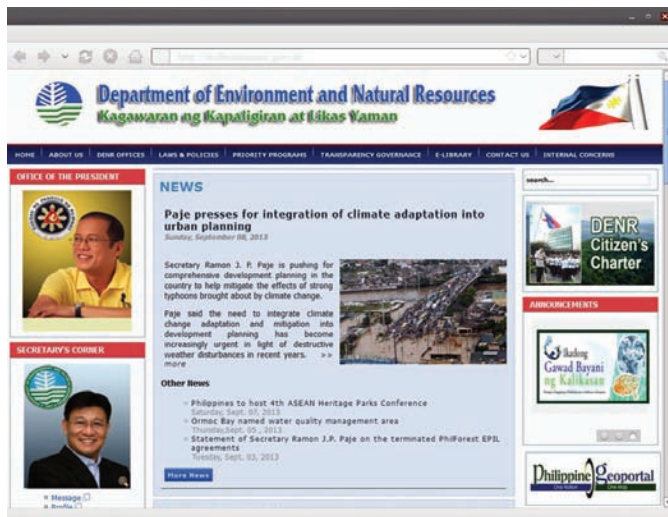 Department of Environment and Natural Resources
Kagawaran ng Kapaligiran at Likas Yaman
HOME ABOUT US DENR OFFICES LAWS & POLICIES PRIORITY PROGRAMS TRANSPARENCY GOVERNANCE E-LIBRARY CONTACT US INTERNAL CONCERNS
OFFICE OF THE PRESIDENT
SECRETARY'S CORNER
» Message
» Profile
NEWS
Paje presses for integration of climate adaptation into
urban planning
Sunday, September 08, 2013
Secretary Ramon J. P. Paje is pushing for
comprehensive development planning in the
country to help mitigate the effects of strong
typhoons brought about by climate change.
Paje said the need to integrate climate
change adaptation and mitigation into
development planning has become
increasingly urgent in light of destructive
weather disturbances in recent years. >>
more
Other News
Philippines to host 4th ASEAN Heritage Parks Conference
Saturday, Sept. 07, 2013
Ormoc Bay named water quality management area
Thursday,Sept. 05 , 2013
Statement of Secretary Ramon J.P. Paje on the terminated PhilForest EPIL
agreements
Tuesday, Sept. 03, 2013
More News
search...
DENR
Citizen's
Charter
ANNOUNCEMENTS
Ikadong
Gawad Bayani
ng Kalikasan
Philippine Geoportal
One Nation One Map